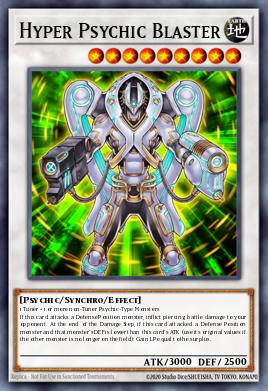 Hyper Psychic Blaster
EARTH
地
[Psychic/Synchro/Effect]
1 Tuner + 1 or more non-Tuner Psychic-Type Monsters
If this card attacks a Defense Position monster, inflict piercing battle damage to your
opponent. At the end of the Damage Step, if this card attacked a Defense Position
monster and that monster's DEF is lower than this card's ATK (use its original values if
the other monster is no longer on the field): Gain LP equal to the surplus.
ATK/3000 DEF/2500
Replica - Not For Use in Sanctioned Tournaments
©2020 Studio Dice/SHUEISHA, TV TOKYO, KONAMI